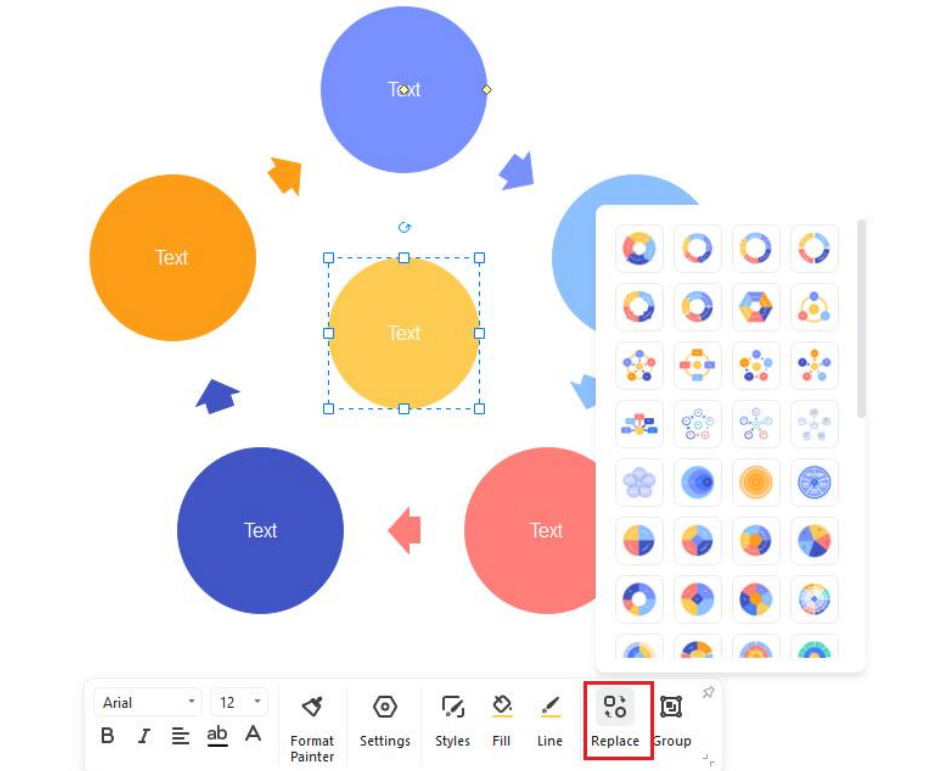 Text
Text
Text
Text
Text
Arial
12
B I ab A
Format
Painter
Settings
Styles
Fill
Line
Replace
Group